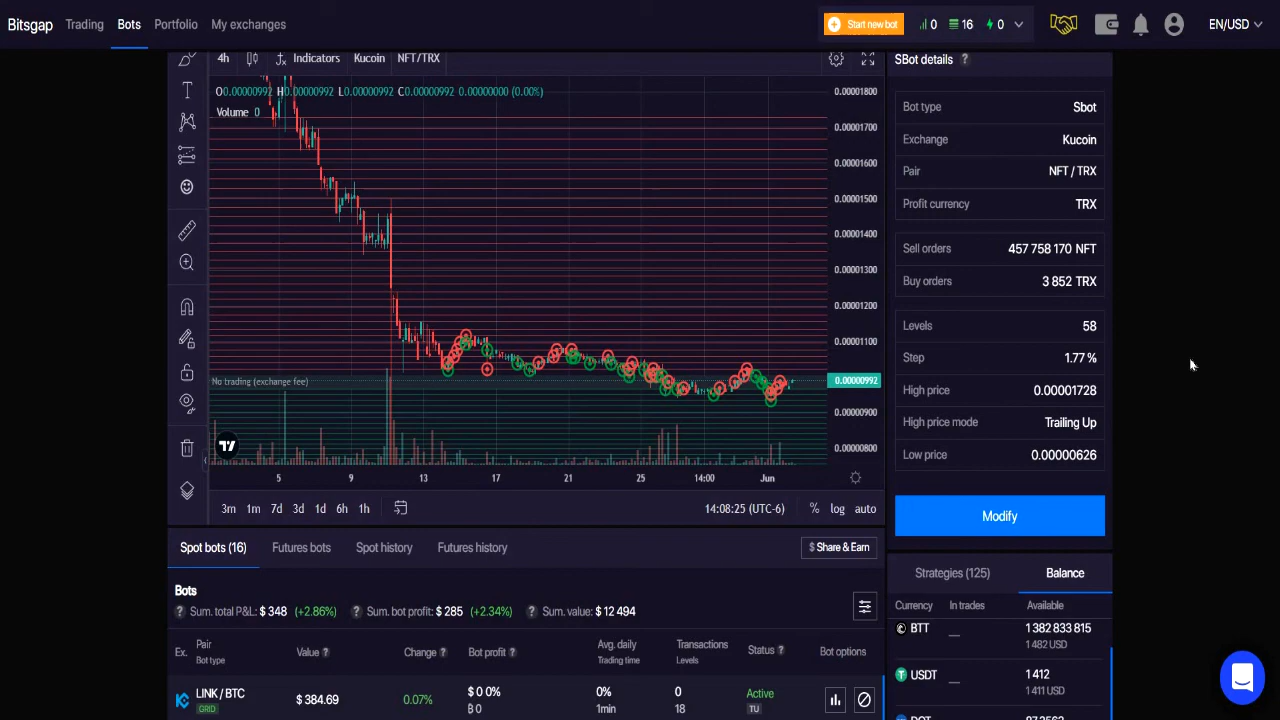 Bitsgap Trading Bots Portfolio My exchanges Start new bot 0 16 0 EN/USD
4h Indicators Kucoin NFT/TRX
O0.00000992 H0.00000992 L0.00000992 C0.00000992 0.00000000 (0.00%)
Volume 0
0.00001800
0.00001700
0.00001600
0.00001500
0.00001400
0.00001300
0.00001200
0.00001100
No trading (exchange fee)
0.00000992
0.00000900
0.00000800
5 9 13 17 21 25 14:00 Jun
3m 1m 7d 3d 1d 6h 1h 14:08:25 (UTC-6) % log auto
SBot details ?
Bot type Sbot
Exchange Kucoin
Pair NFT / TRX
Profit currency TRX
Sell orders 457 758 170 NFT
Buy orders 3 852 TRX
Levels 58
Step 1.77 %
High price 0.00001728
High price mode Trailing Up
Low price 0.00000626
Modify
Spot bots (16) Futures bots Spot history Futures history $ Share & Earn
Bots
? Sum. total P&L: $ 348 (+2.86%) ? Sum. bot profit: $ 285 (+2.34%) ? Sum. value: $ 12 494
Ex. Pair Bot type Value ? Change ? Bot profit ? Avg. daily Trading time Transactions Levels Status ? Bot options
LINK / BTC $ 384.69 0.07% $ 0 0% 0% 0 Active
GRID ₿ 0 1min 18 TU
Strategies (125) Balance
Currency In trades Available
BTT — 1 382 833 815
1 482 USD
USDT — 1 412
1 411 USD